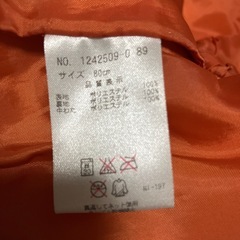 NO. 1242509-0 89
サイズ 80cm
品質表示
表地 ポリエステル 100%
裏地 ポリエステル 100%
中わた ポリエステル 100%